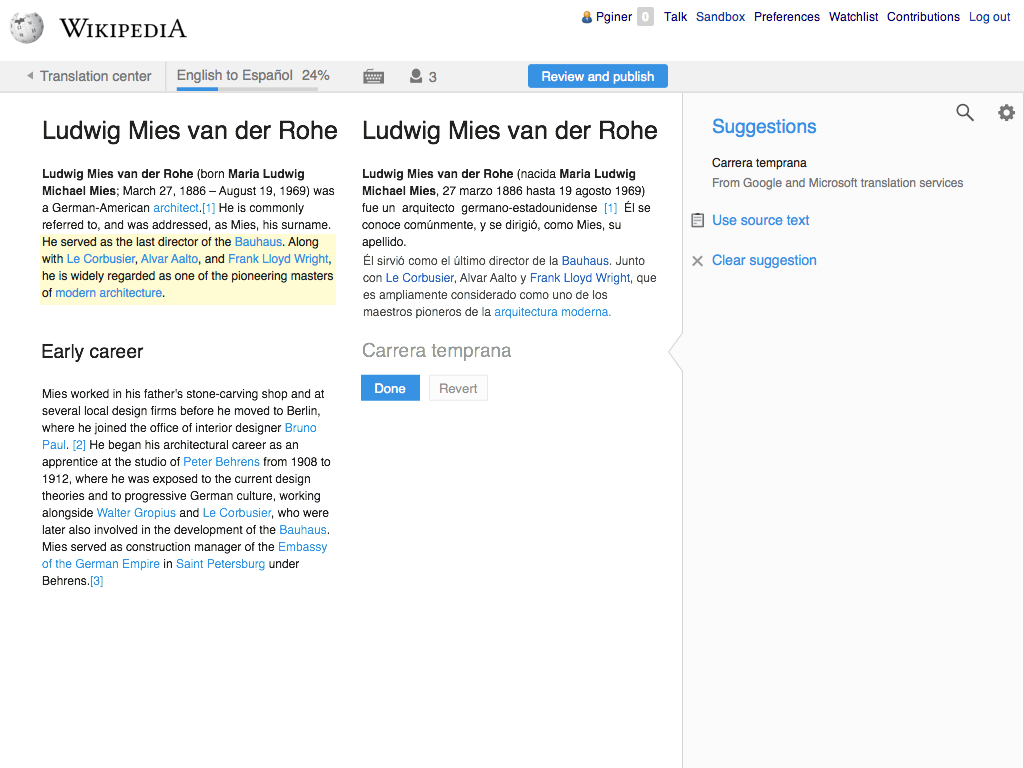 WIKIPEDIA
Pginer 0 Talk Sandbox Preferences Watchlist Contributions Log out
Translation center
English to Español 24%
3
Review and publish
Ludwig Mies van der Rohe
Ludwig Mies van der Rohe (born Maria Ludwig
Michael Mies; March 27, 1886 – August 19, 1969) was
a German-American architect.[1] He is commonly
referred to, and was addressed, as Mies, his surname.
He served as the last director of the Bauhaus. Along
with Le Corbusier, Alvar Aalto, and Frank Lloyd Wright,
he is widely regarded as one of the pioneering masters
of modern architecture.
Early career
Mies worked in his father's stone-carving shop and at
several local design firms before he moved to Berlin,
where he joined the office of interior designer Bruno
Paul. [2] He began his architectural career as an
apprentice at the studio of Peter Behrens from 1908 to
1912, where he was exposed to the current design
theories and to progressive German culture, working
alongside Walter Gropius and Le Corbusier, who were
later also involved in the development of the Bauhaus.
Mies served as construction manager of the Embassy
of the German Empire in Saint Petersburg under
Behrens.[3]
Ludwig Mies van der Rohe
Ludwig Mies van der Rohe (nacida Maria Ludwig
Michael Mies, 27 marzo 1886 hasta 19 agosto 1969)
fue un arquitecto germano-estadounidense [1] Él se
conoce comúnmente, y se dirigió, como Mies, su
apellido.
Él sirvió como el último director de la Bauhaus. Junto
con Le Corbusier, Alvar Aalto y Frank Lloyd Wright, que
es ampliamente considerado como uno de los
maestros pioneros de la arquitectura moderna.
Carrera temprana
Done
Revert
Suggestions
Carrera temprana
From Google and Microsoft translation services
Use source text
Clear suggestion